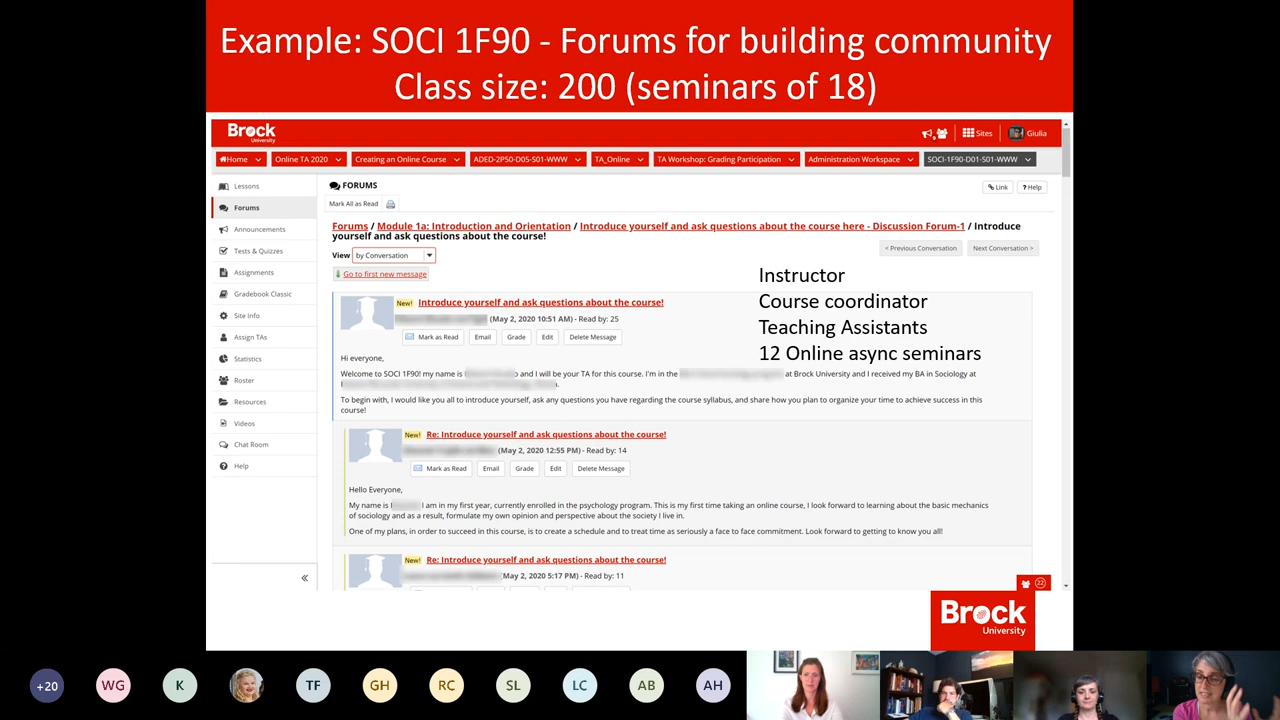 Example: SOCI 1F90 - Forums for building community
Class size: 200 (seminars of 18)
Brock
University
Sites
Giulia
Home
Online TA 2020
Creating an Online Course
ADED-2P50-D05-S01-WWW
TA_Online
TA Workshop: Grading Participation
Administration Workspace
SOCI-1F90-D01-S01-WWW
Lessons
Forums
Announcements
Tests & Quizzes
Assignments
Gradebook Classic
Site Info
Assign TAs
Statistics
Roster
Resources
Videos
Chat Room
Help
«
FORUMS
Link
? Help
Mark All as Read
Forums / Module 1a: Introduction and Orientation / Introduce yourself and ask questions about the course here - Discussion Forum-1 / Introduce
yourself and ask questions about the course!
< Previous Conversation
Next Conversation >
View by Conversation
Go to first new message
Instructor
Course coordinator
Teaching Assistants
12 Online async seminars
New! Introduce yourself and ask questions about the course!
(May 2, 2020 10:51 AM) - Read by: 25
Mark as Read
Email
Grade
Edit
Delete Message
Hi everyone,
Welcome to SOCI 1F90! my name is o and I will be your TA for this course. I'm in the at Brock University and I received my BA in Sociology at
To begin with, I would like you all to introduce yourself, ask any questions you have regarding the course syllabus, and share how you plan to organize your time to achieve success in this
course!
New! Re: Introduce yourself and ask questions about the course!
(May 2, 2020 12:55 PM) - Read by: 14
Mark as Read
Email
Grade
Edit
Delete Message
Hello Everyone,
My name is I am in my first year, currently enrolled in the psychology program. This is my first time taking an online course, I look forward to learning about the basic mechanics
of sociology and as a result, formulate my own opinion and perspective about the society I live in.
One of my plans, in order to succeed in this course, is to create a schedule and to treat time as seriously a face to face commitment. Look forward to getting to know you all!
New! Re: Introduce yourself and ask questions about the course!
(May 2, 2020 5:17 PM) - Read by: 11
22
Brock
University
+20
WG
K
TF
GH
RC
SL
LC
AB
AH